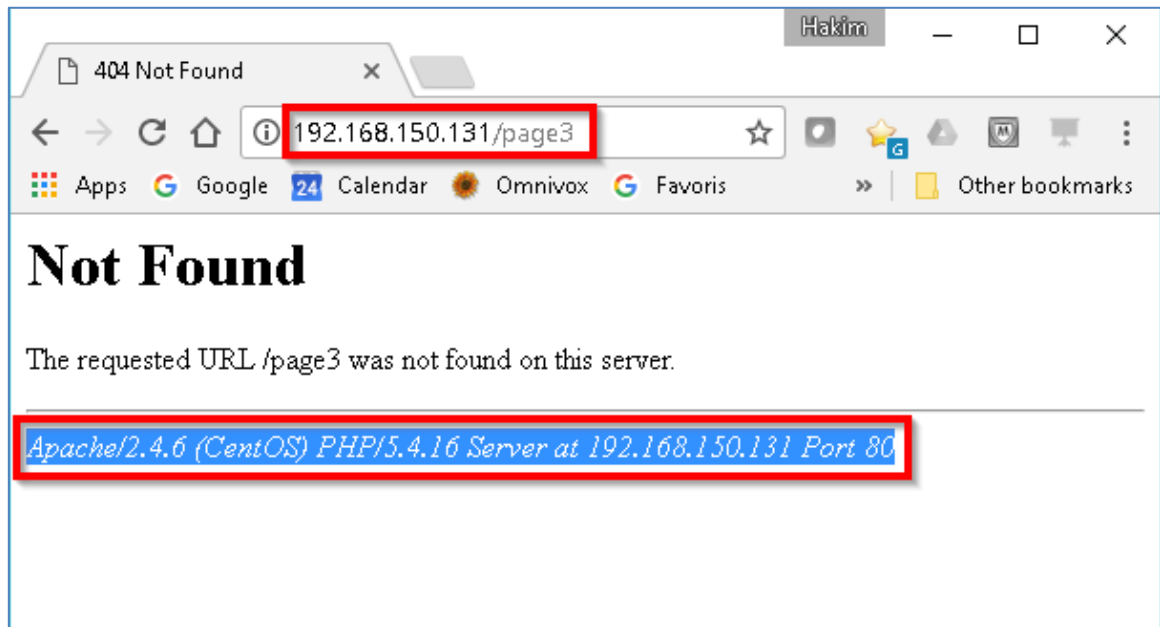 Hakim
404 Not Found
192.168.150.131/page3
G
Apps G Google 24 Calendar Omnivox G Favoris » Other bookmarks
Not Found
The requested URL /page3 was not found on this server.
Apache/2.4.6 (CentOS) PHP/5.4.16 Server at 192.168.150.131 Port 80